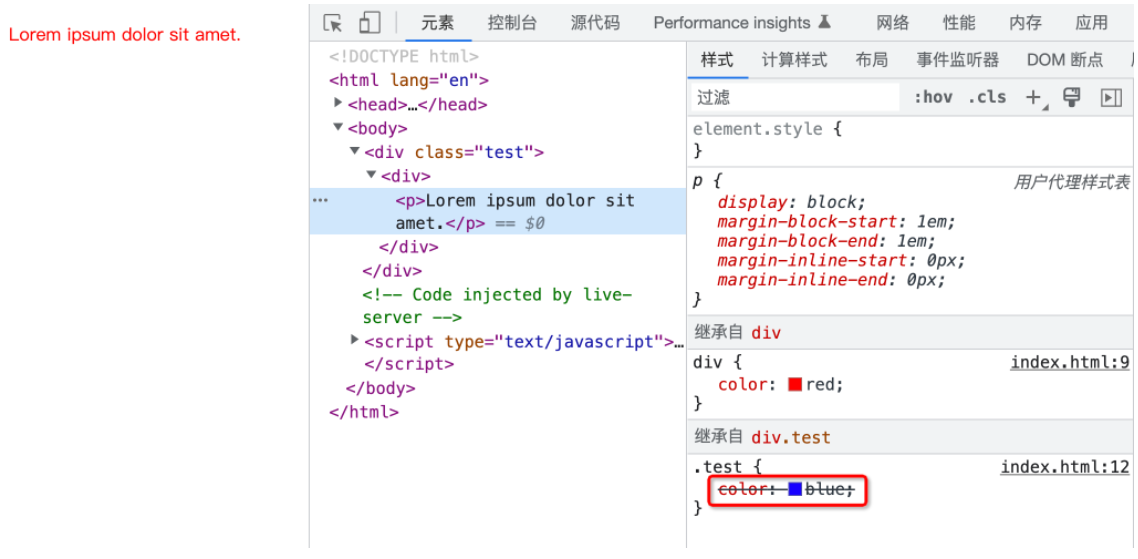 Lorem ipsum dolor sit amet.
元素 控制台 源代码 Performance insights 网络 性能 内存 应用
<!DOCTYPE html>
<html lang="en">
<head>…</head>
<body>
<div class="test">
<div>
<p>Lorem ipsum dolor sit
amet.</p> == $0
</div>
</div>
<!-- Code injected by live-
server -->
<script type="text/javascript">…
</script>
</body>
</html>
样式 计算样式 布局 事件监听器 DOM 断点
过滤 :hov .cls
element.style {
}
p { 用户代理样式表
display: block;
margin-block-start: 1em;
margin-block-end: 1em;
margin-inline-start: 0px;
margin-inline-end: 0px;
}
继承自 div
div { index.html:9
color: red;
}
继承自 div.test
.test { index.html:12
color: blue;
}